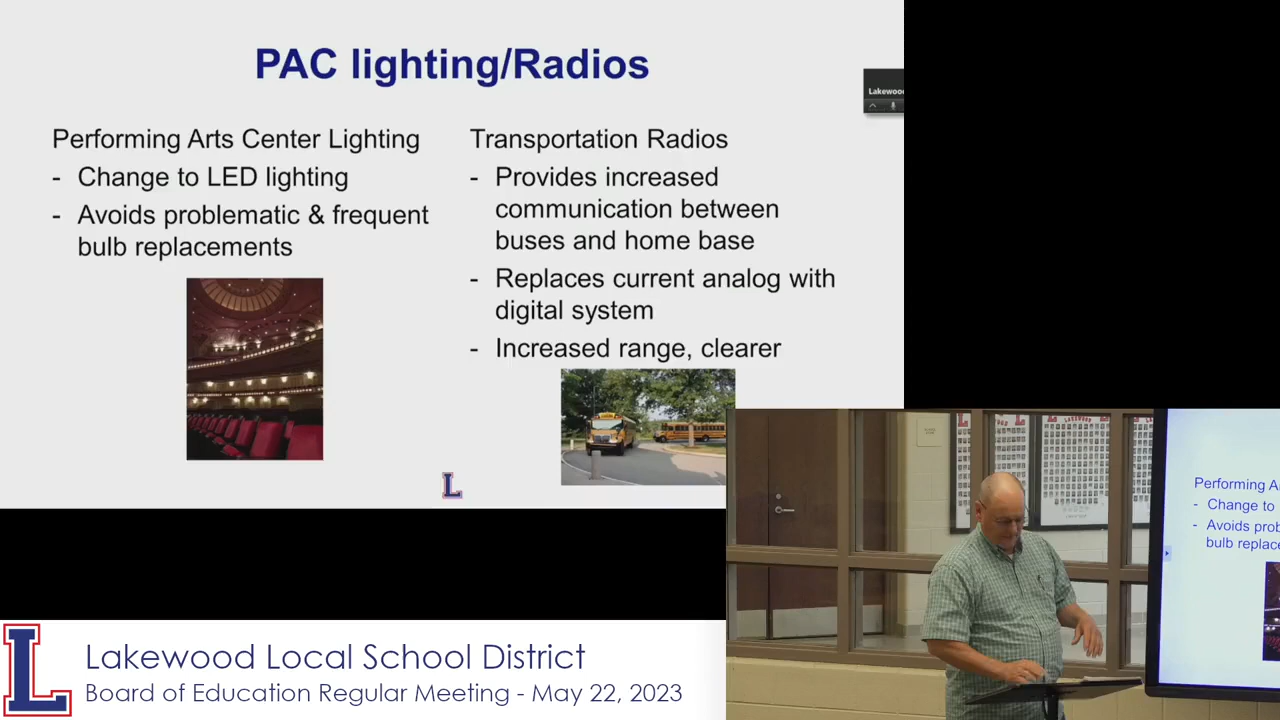 PAC lighting/Radios
Performing Arts Center Lighting
- Change to LED lighting
- Avoids problematic & frequent
bulb replacements
Transportation Radios
- Provides increased
communication between
buses and home base
- Replaces current analog with
digital system
- Increased range, clearer
Lakewood
L
LAKEWOOD
Performing A
- Change to
- Avoids prob
bulb replace
L
Lakewood Local School District
Board of Education Regular Meeting - May 22, 2023